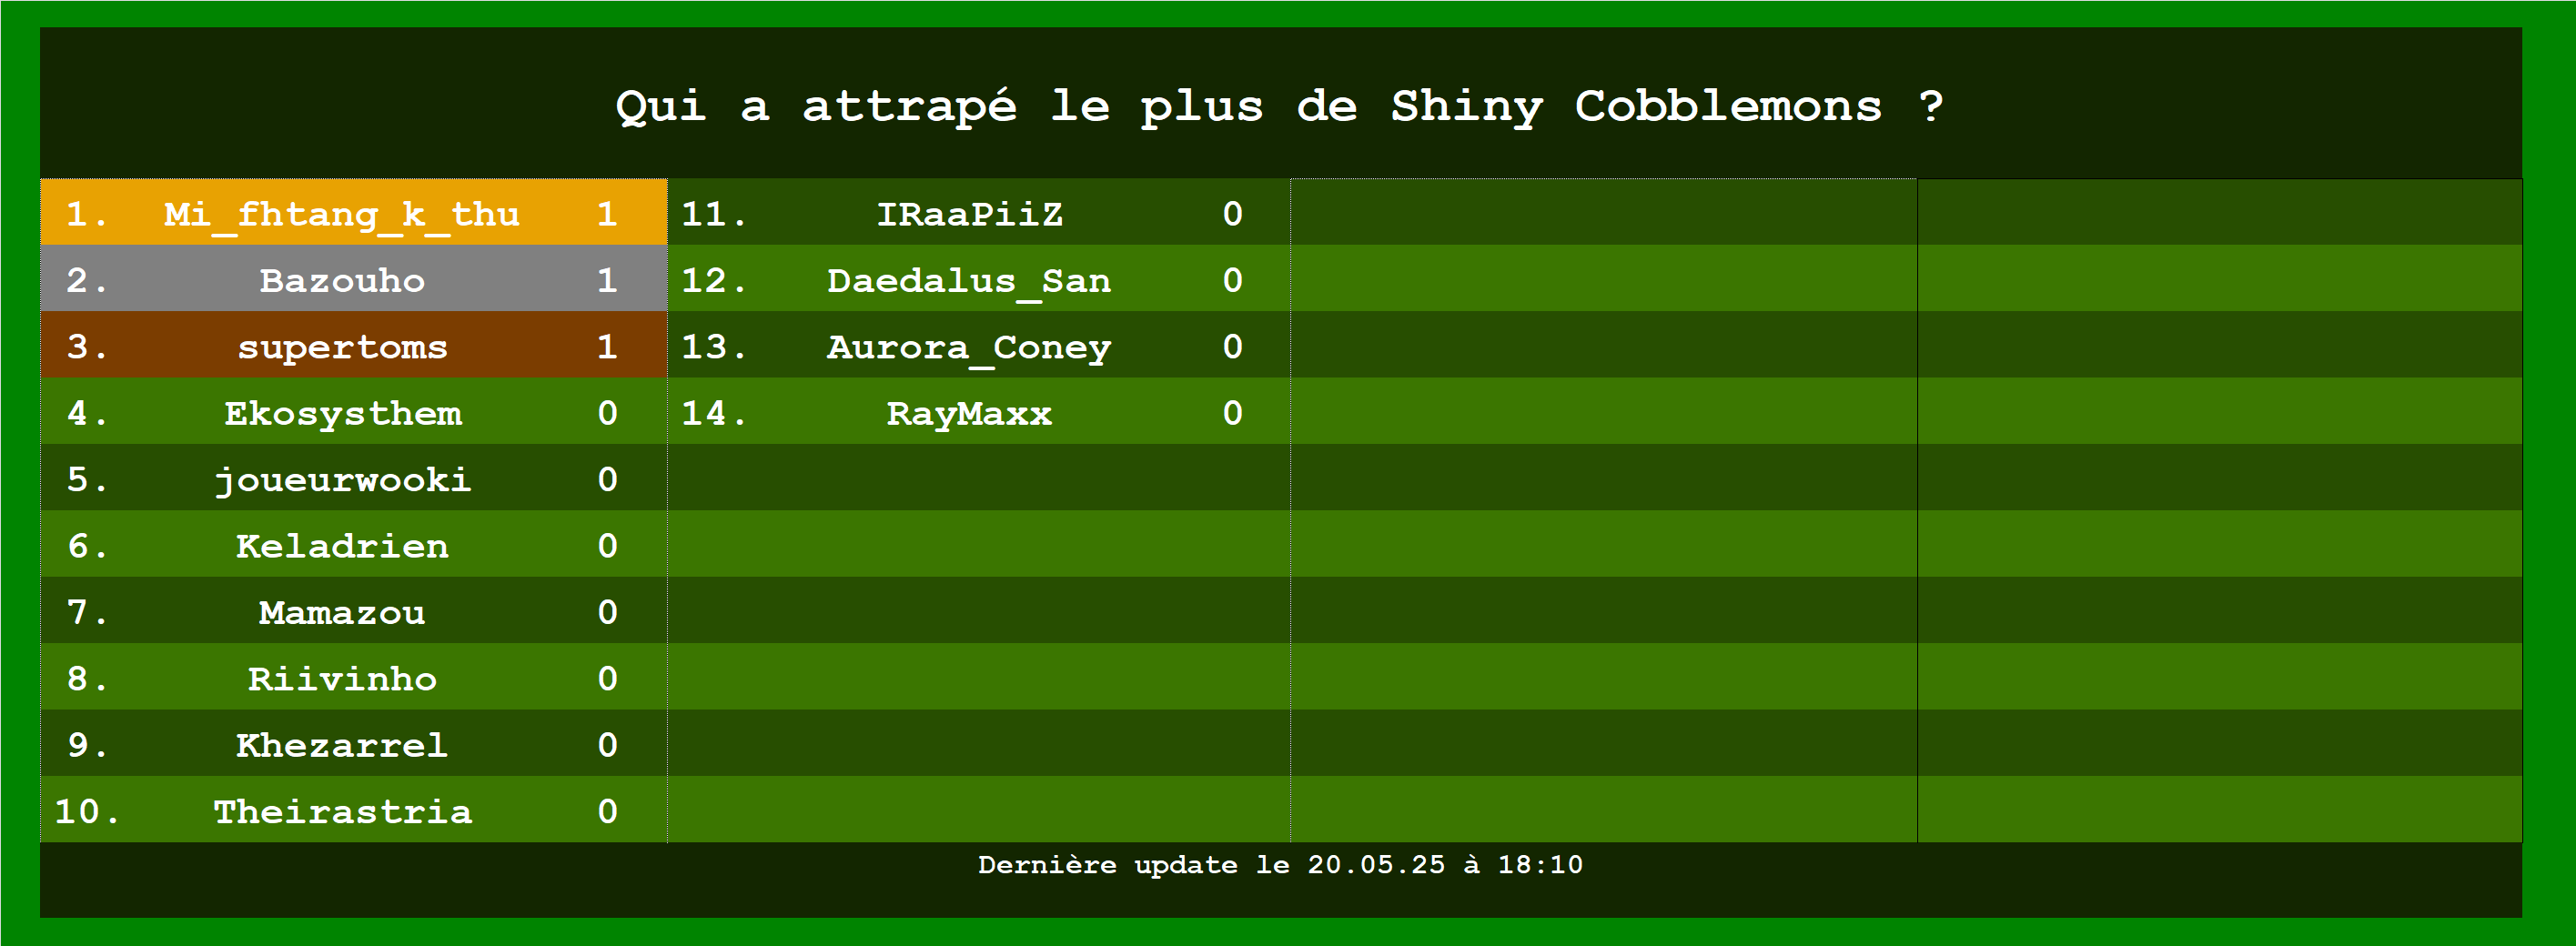 Qui a attrapé le plus de Shiny Cobblemons ?
1. Mi_fhtang_k_thu 1
2. Bazouho 1
3. supertoms 1
4. Ekosysthem 0
5. joueurwooki 0
6. Keladrien 0
7. Mamazou 0
8. Riivinho 0
9. Khezarrel 0
10. Theirastria 0
11. IRaaPiiZ 0
12. Daedalus_San 0
13. Aurora_Coney 0
14. RayMaxx 0
Dernière update le 20.05.25 à 18:10